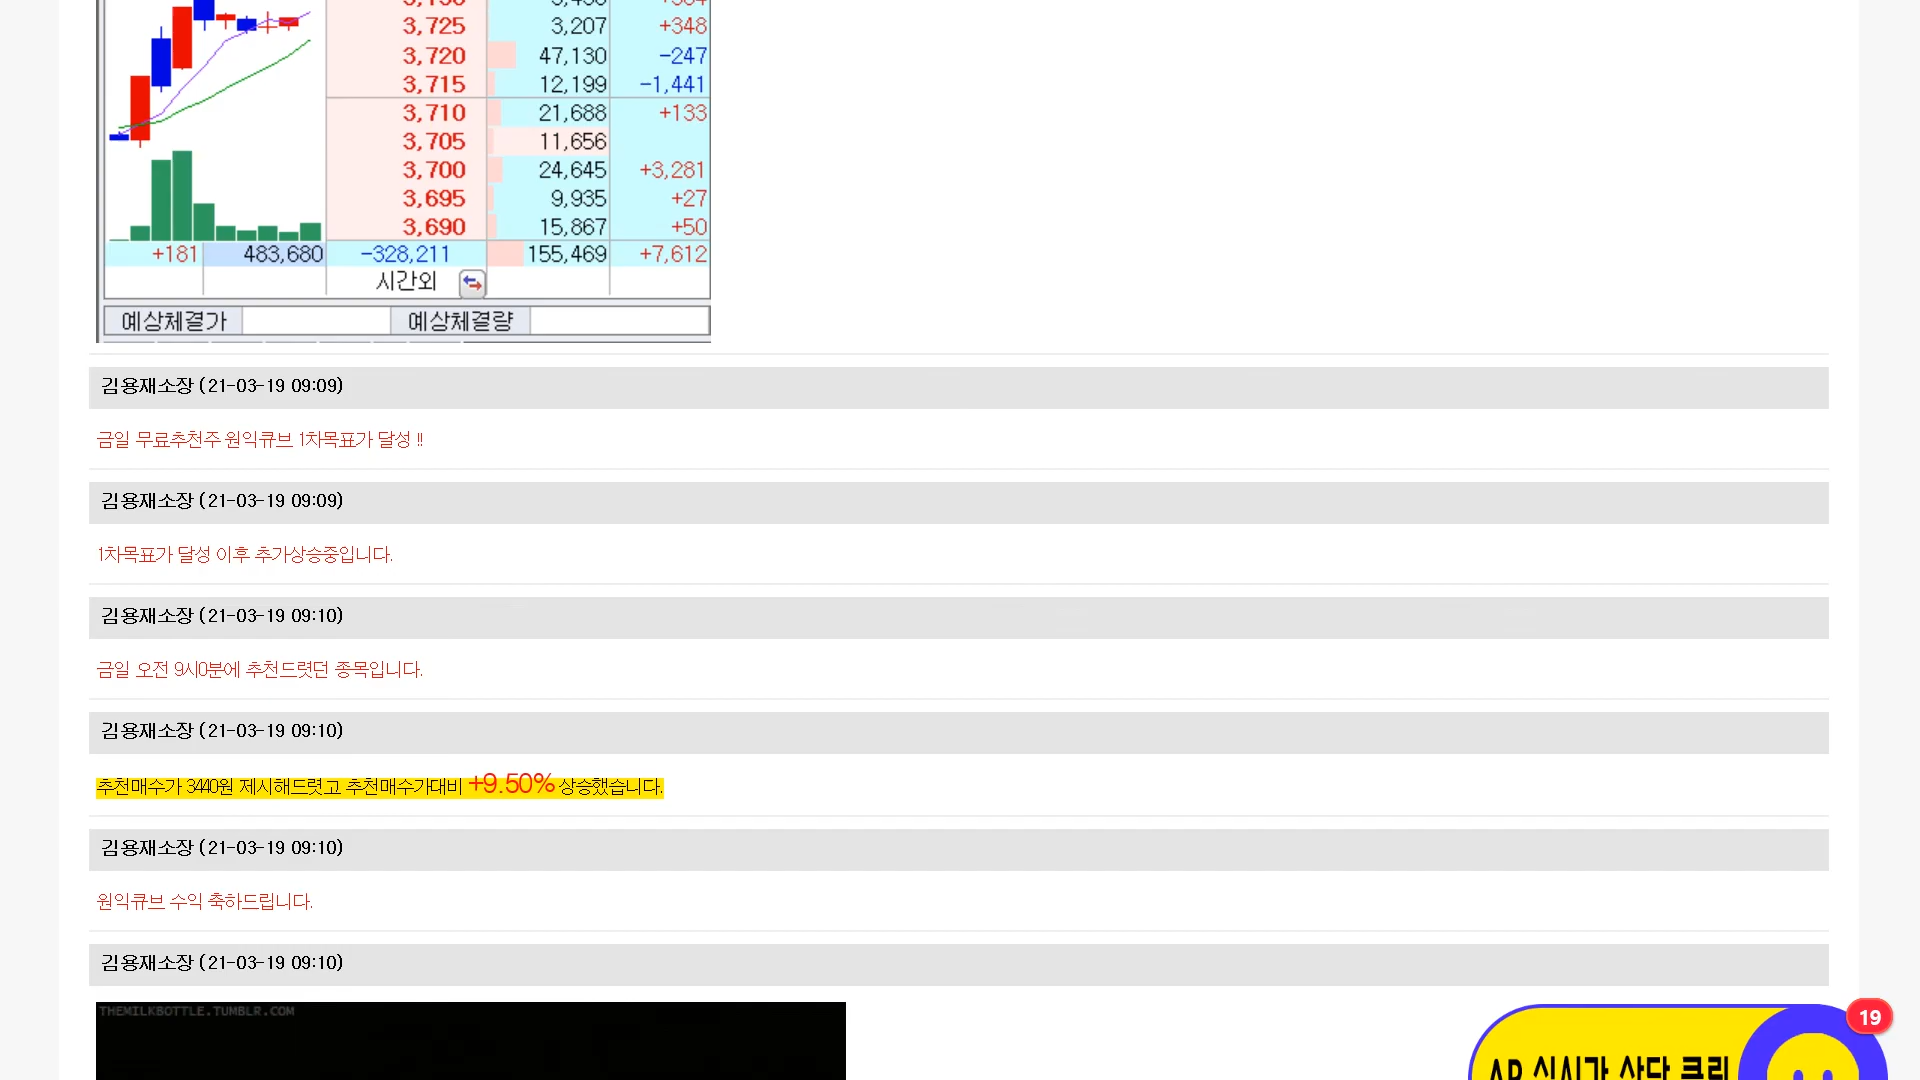 3,725 3,207 +348
3,720 47,130 -247
3,715 12,199 -1,441
3,710 21,688 +133
3,705 11,656
3,700 24,645 +3,281
3,695 9,935 +27
3,690 15,867 +50
+181 483,680 -328,211 155,469 +7,612
시간외
예상체결가 예상체결량
김용재소장 (21-03-19 09:09)
금일 무료추천주 원익큐브 1차목표가 달성 !!
김용재소장 (21-03-19 09:09)
1차목표가 달성 이후 추가상승중입니다.
김용재소장 (21-03-19 09:10)
금일 오전 9시0분에 추천드렷던 종목입니다.
김용재소장 (21-03-19 09:10)
추천매수가 3440원 제시해드렷고 추천매수가대비 +9.50% 상승했습니다.
김용재소장 (21-03-19 09:10)
원익큐브 수익 축하드립니다.
김용재소장 (21-03-19 09:10)
THEMILKBOTTLE.TUMBLR.COM
19